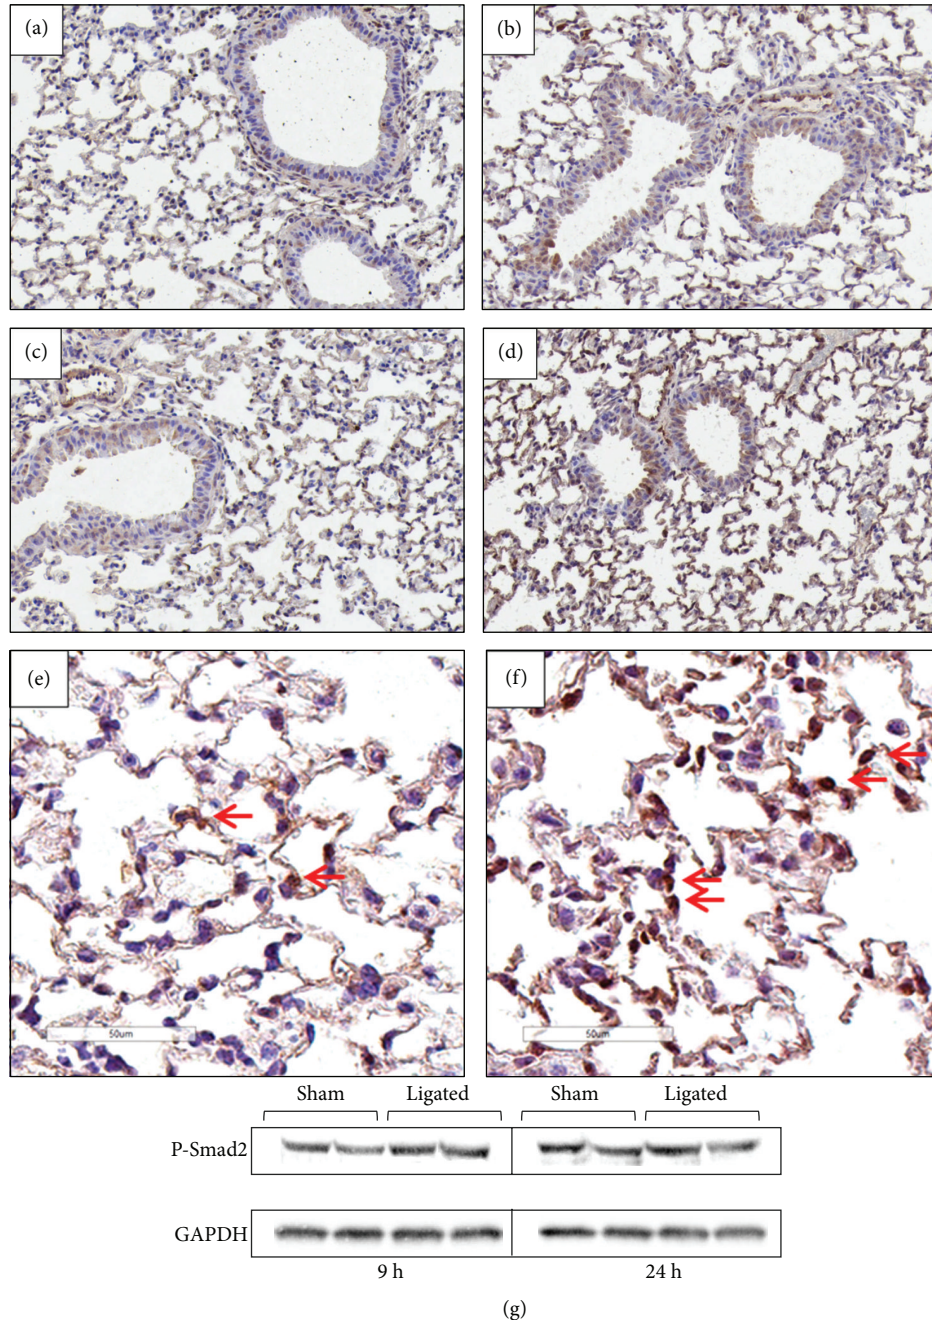 (a)
(b)
(c)
(d)
(e)
(f)
50um
50um
Sham Ligated Sham Ligated
P-Smad2
GAPDH
9 h 24 h
(g)